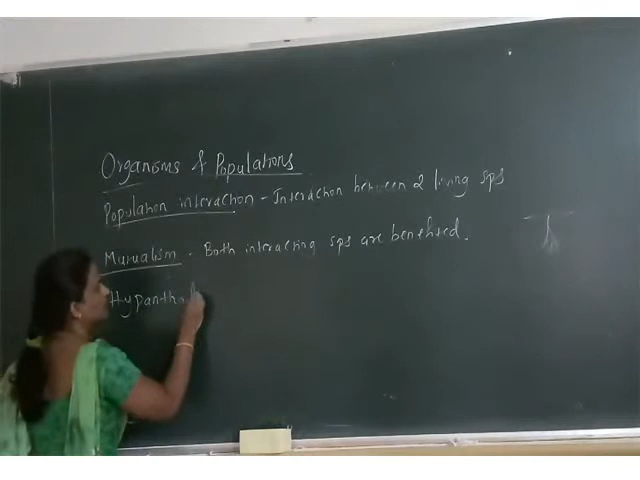 Organisms & Populations
Population interaction - Interaction between 2 living sps
Mutualism - Both interacting sps are benefited.